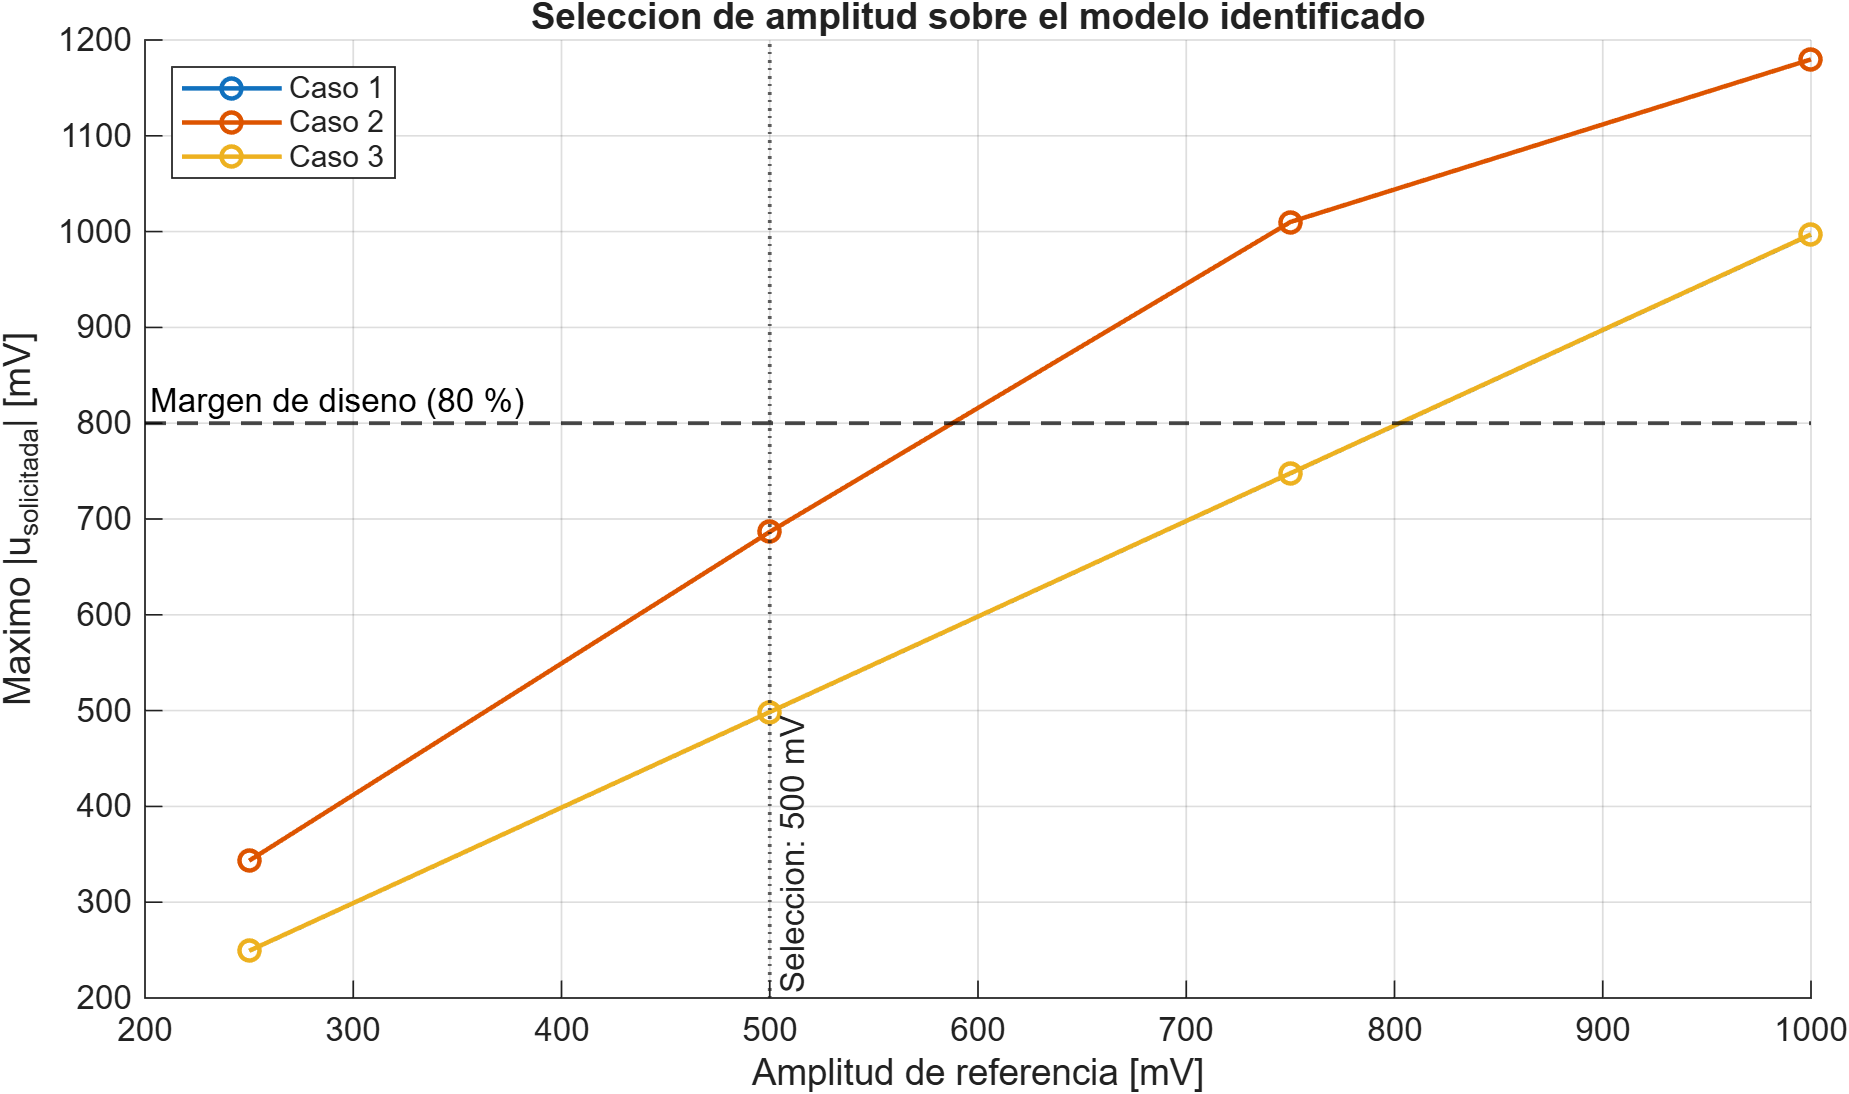 Seleccion de amplitud sobre el modelo identificado
1200
1100
1000
900
800
700
600
500
400
300
200
Maximo |usolicitada| [mV]
Caso 1
Caso 2
Caso 3
Margen de diseno (80 %)
Seleccion: 500 mV
200 300 400 500 600 700 800 900 1000
Amplitud de referencia [mV]